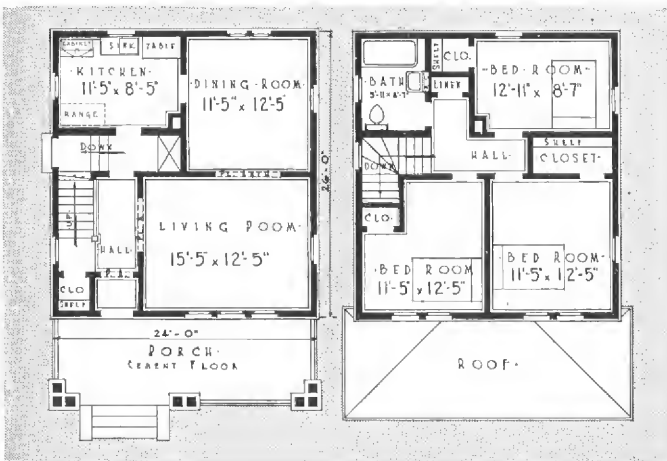 CABINET
SINK
TABLE
KITCHEN
11'-5" x 8'-5"
RANGE
DINING·ROOM
11'-5" x 12'-5"
DOWN
UP
HALL
LIVING ROOM
15'-5" x 12'-5"
CLO
SHELF
24'-0"
26'-0"
PORCH
CEMENT FLOOR
BATH
SHELF
CLO.
LINEN
BED·ROOM
12'-11" x 8'-7"
HALL
SHELF
CLOSET
DOWN
CLO
BED ROOM
11'-5" x 12'-5"
BED ROOM
11'-5" x 12'-5"
ROOF